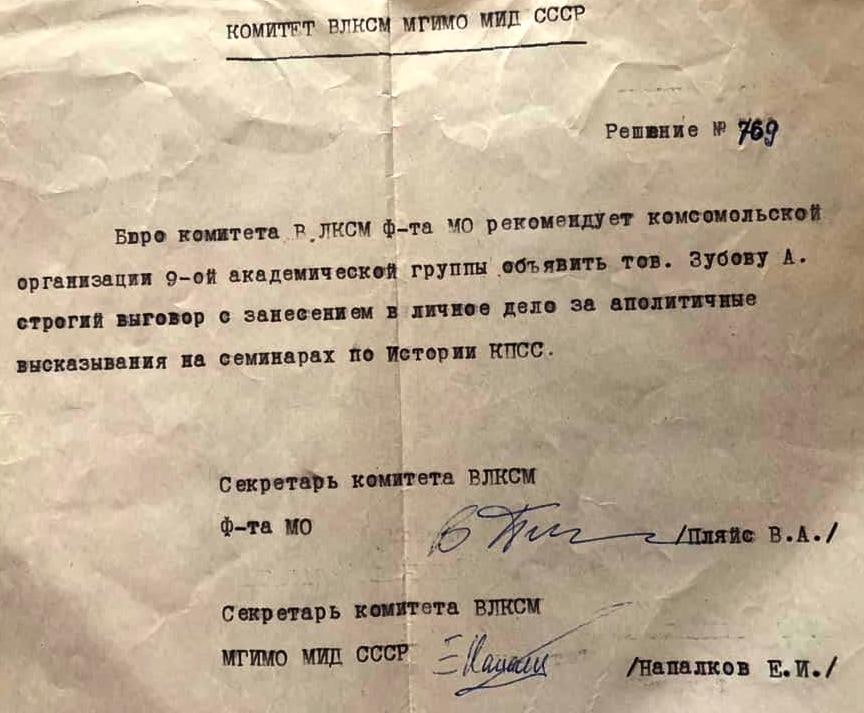 КОМИТЕТ ВЛКСМ МГИМО МИД СССР
Решение № 769
Бюро комитета ВЛКСМ ф-та МО рекомендует комсомольской
организации 9-ой академической группы объявить тов. Зубову А.
строгий выговор с занесением в личное дело за аполитичные
высказывания на семинарах по Истории КПСС.
Секретарь комитета ВЛКСМ
Ф-та МО /Пляйс В.А./
Секретарь комитета ВЛКСМ
МГИМО МИД СССР /Напалков Е.И./